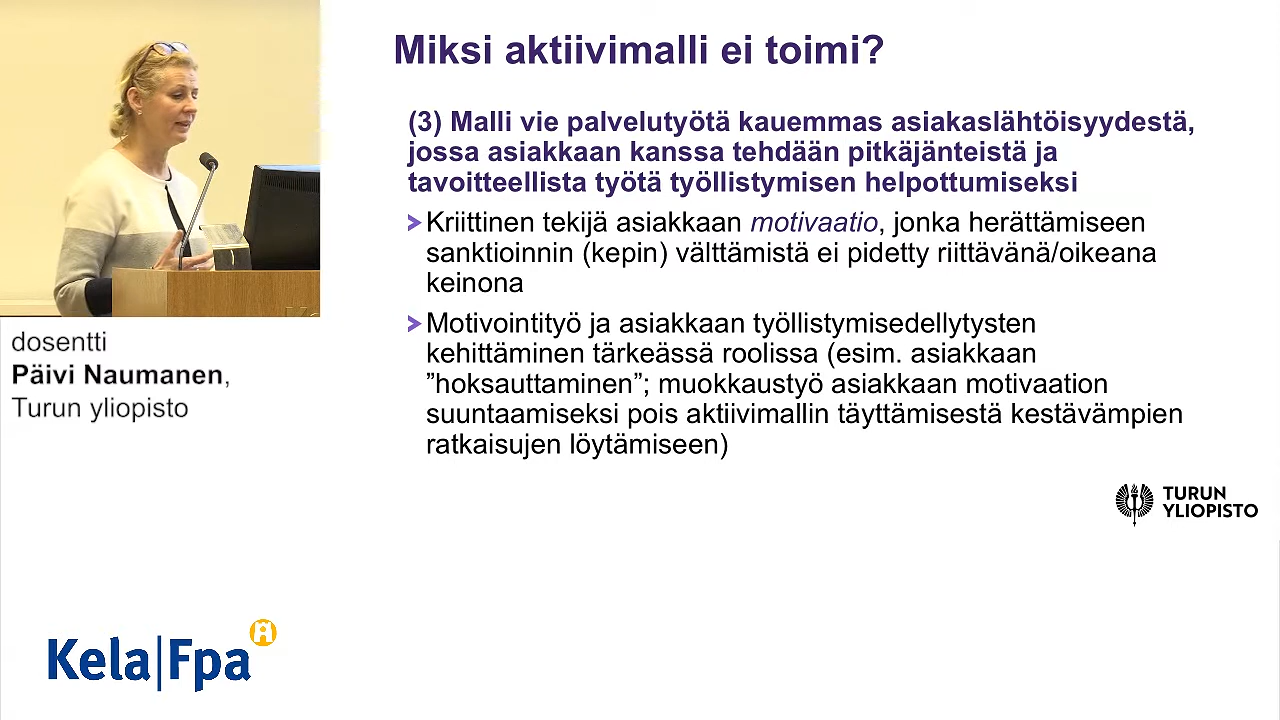 Miksi aktiivimalli ei toimi?
(3) Malli vie palvelutyötä kauemmas asiakaslähtöisyydestä,
jossa asiakkaan kanssa tehdään pitkäjänteistä ja
tavoitteellista työtä työllistymisen helpottumiseksi
> Kriittinen tekijä asiakkaan motivaatio, jonka herättämiseen
sanktioinnin (kepin) välttämistä ei pidetty riittävänä/oikeana
keinona
> Motivointityö ja asiakkaan työllistymisedellytysten
kehittäminen tärkeässä roolissa (esim. asiakkaan
”hoksauttaminen”; muokkaustyö asiakkaan motivaation
suuntaamiseksi pois aktiivimallin täyttämisestä kestävämpien
ratkaisujen löytämiseen)
dosentti
Päivi Naumanen,
Turun yliopisto
TURUN
YLIOPISTO
Kela|Fpa